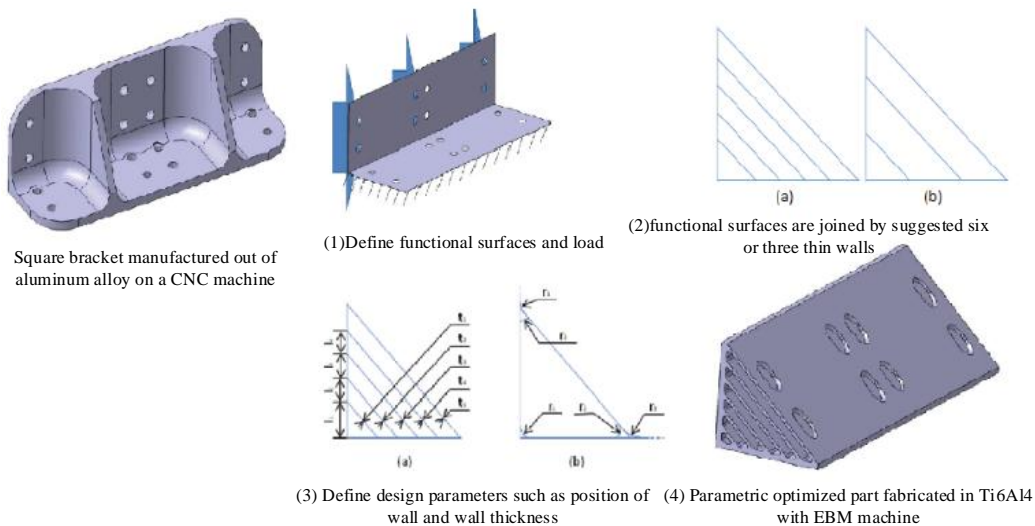 Square bracket manufactured out of
aluminum alloy on a CNC machine
(1)Define functional surfaces and load
(a)
(b)
(2)functional surfaces are joined by suggested six
or three thin walls
(a)
(b)
(3) Define design parameters such as position of
wall and wall thickness
(4) Parametric optimized part fabricated in Ti6Al4
with EBM machine